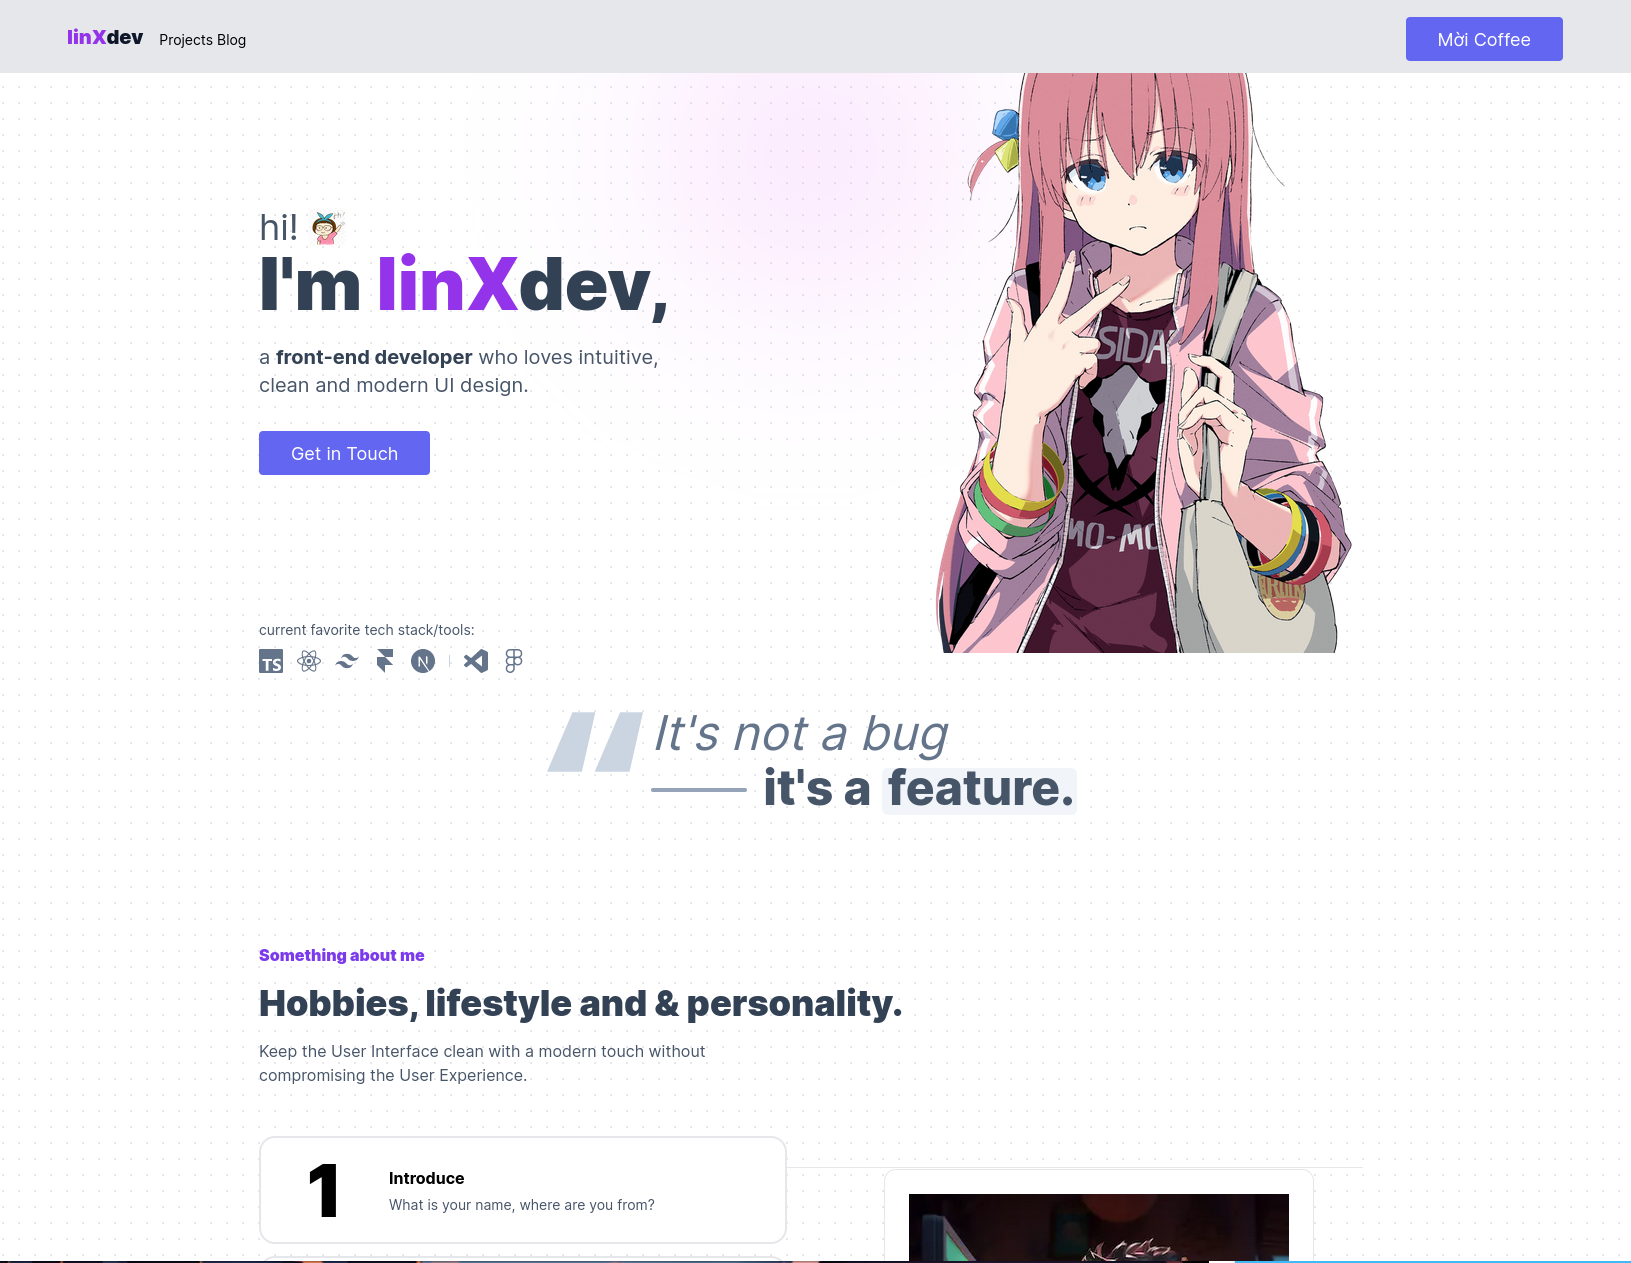 linXdev Projects Blog Mời Coffee
hi!
I'm linXdev,
a front-end developer who loves intuitive,
clean and modern UI design.
Get in Touch
SIDA
MO-MO
current favorite tech stack/tools:
TS N
It's not a bug
it's a feature.
Something about me
Hobbies, lifestyle and & personality.
Keep the User Interface clean with a modern touch without
compromising the User Experience.
1
Introduce
What is your name, where are you from?